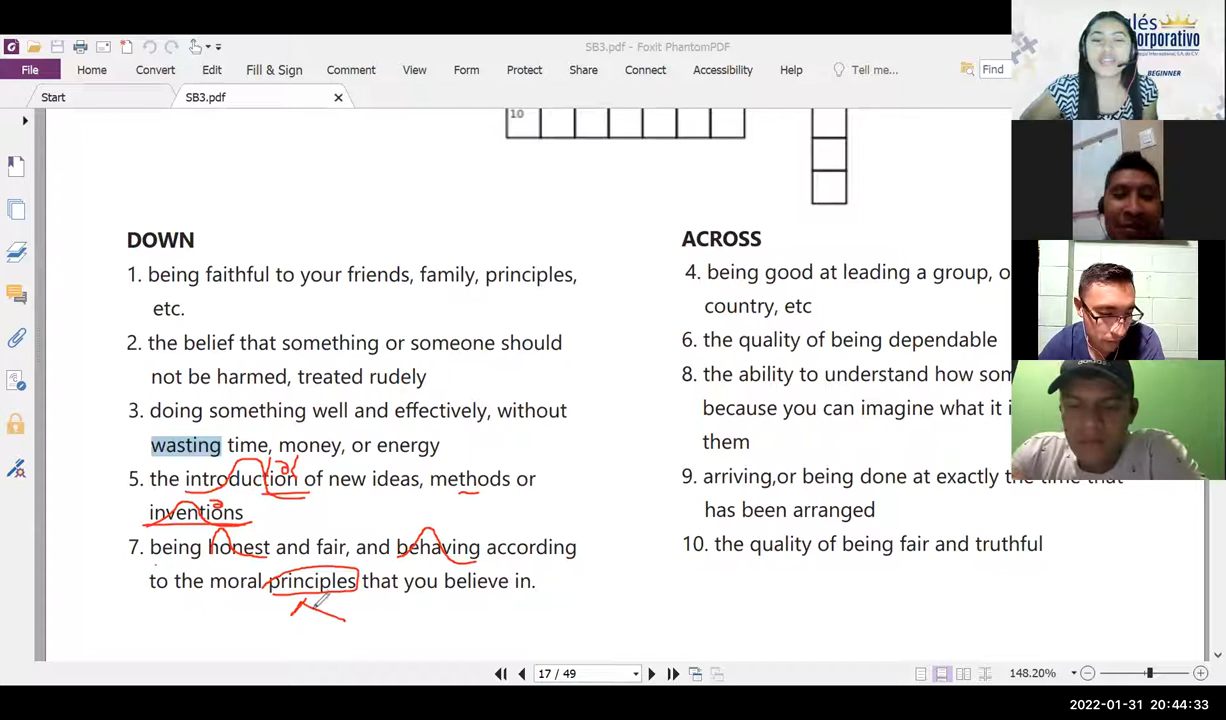 SB3.pdf - Foxit PhantomPDF
File Home Convert Edit Fill & Sign Comment View Form Protect Share Connect Accessibility Help Tell me... Find
Start SB3.pdf
10
DOWN
1. being faithful to your friends, family, principles,
etc.
2. the belief that something or someone should
not be harmed, treated rudely
3. doing something well and effectively, without
wasting time, money, or energy
5. the introduction of new ideas, methods or
inventions
7. being honest and fair, and behaving according
to the moral principles that you believe in.
ACROSS
4. being good at leading a group, o
country, etc
6. the quality of being dependable
8. the ability to understand how som
because you can imagine what it i
them
9. arriving,or being done at exactly the time that
has been arranged
10. the quality of being fair and truthful
glés
orporativo
BEGINNER
17 / 49
148.20%
2022-01-31 20:44:33